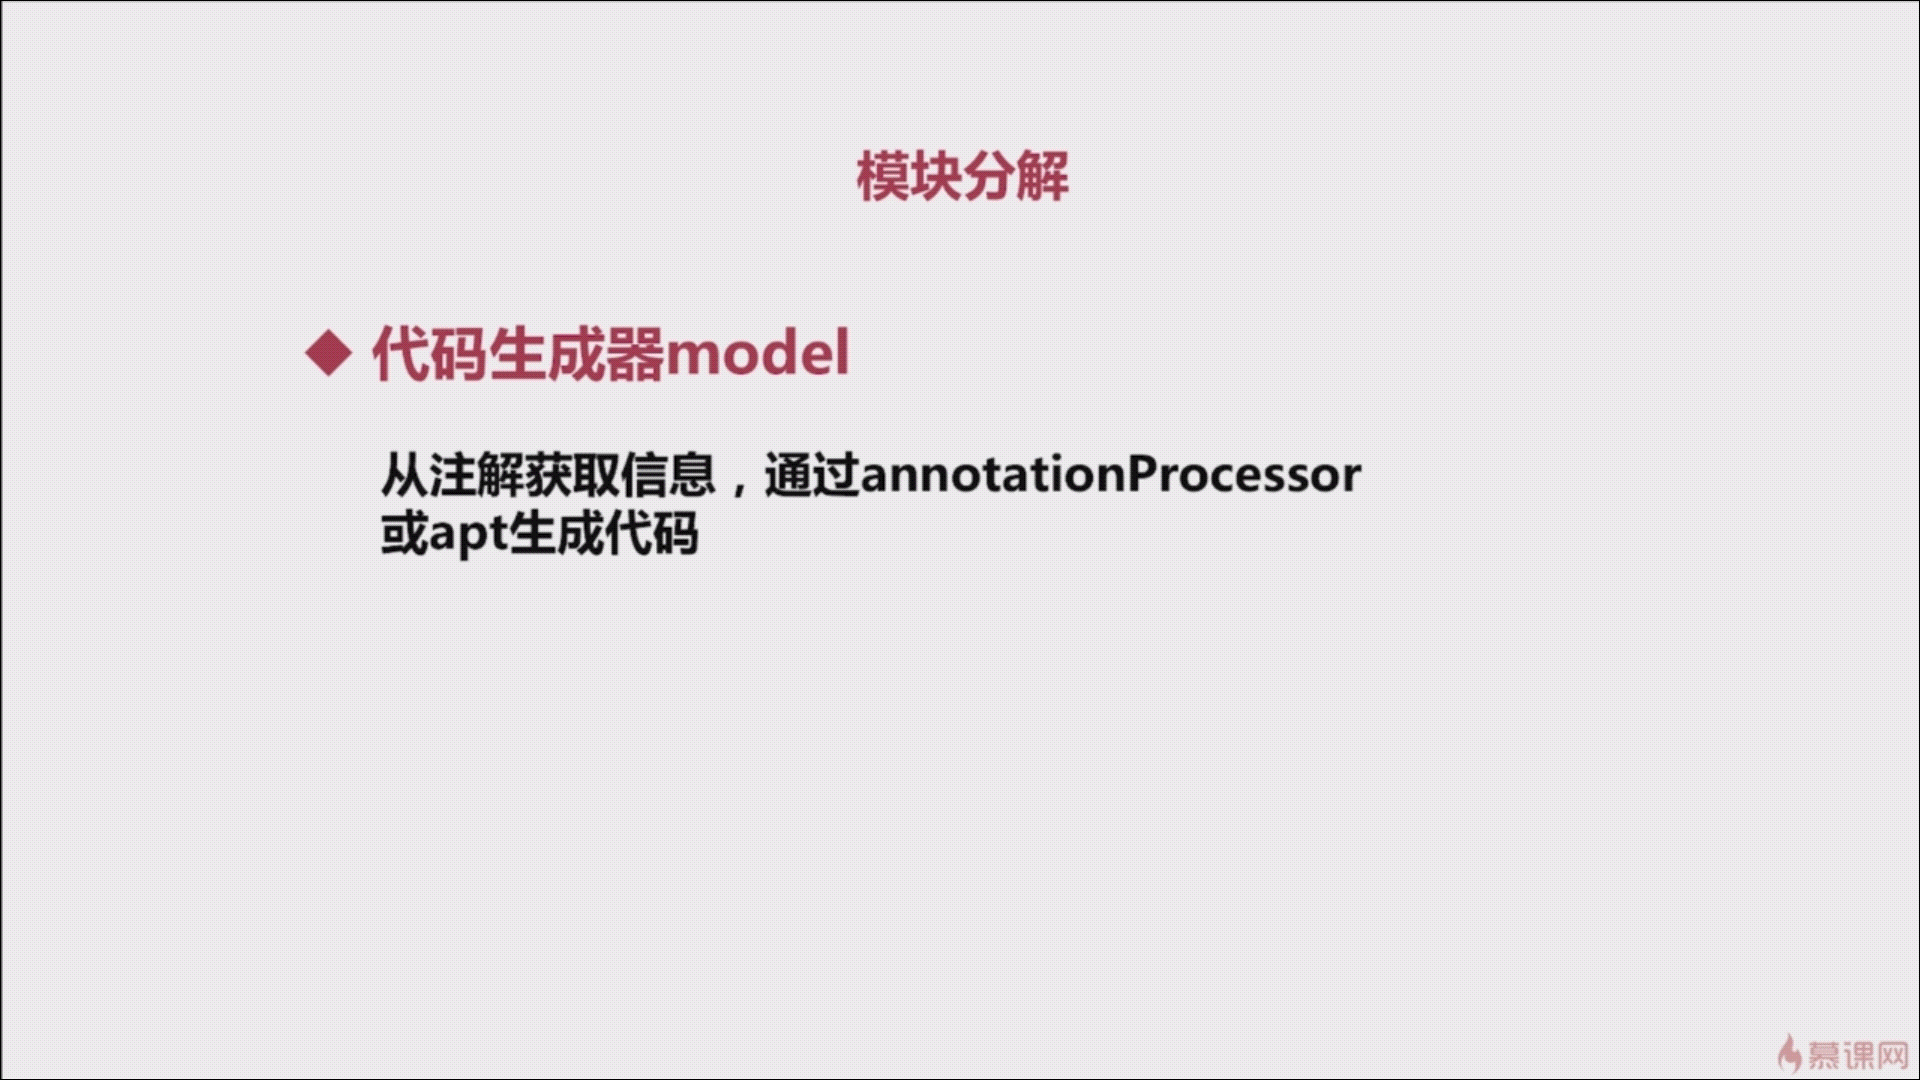 模块分解
代码生成器model
从注解获取信息，通过annotationProcessor
或apt生成代码
慕课网